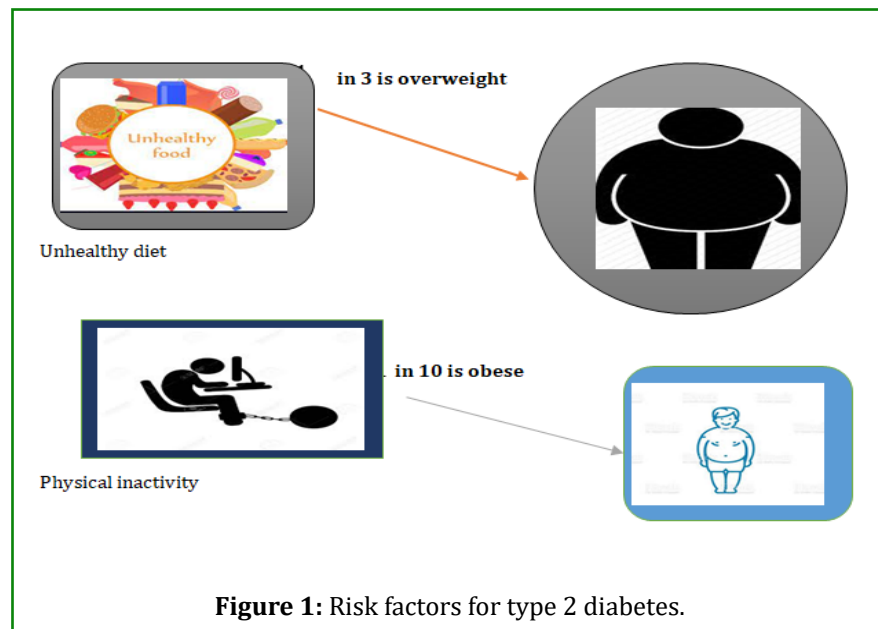 in 3 is overweight
Unhealthy
food
Unhealthy diet
in 10 is obese
Physical inactivity
Figure 1: Risk factors for type 2 diabetes.